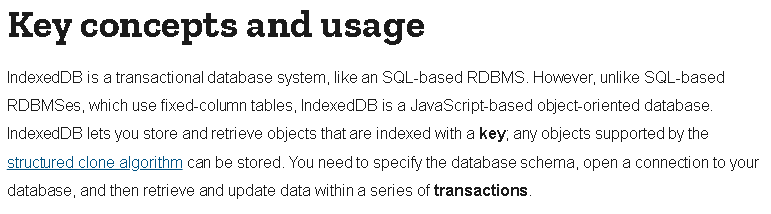 Key concepts and usage
IndexedDB is a transactional database system, like an SQL-based RDBMS. However, unlike SQL-based
RDBMSes, which use fixed-column tables, IndexedDB is a JavaScript-based object-oriented database.
IndexedDB lets you store and retrieve objects that are indexed with a key; any objects supported by the
structured clone algorithm can be stored. You need to specify the database schema, open a connection to your
database, and then retrieve and update data within a series of transactions.